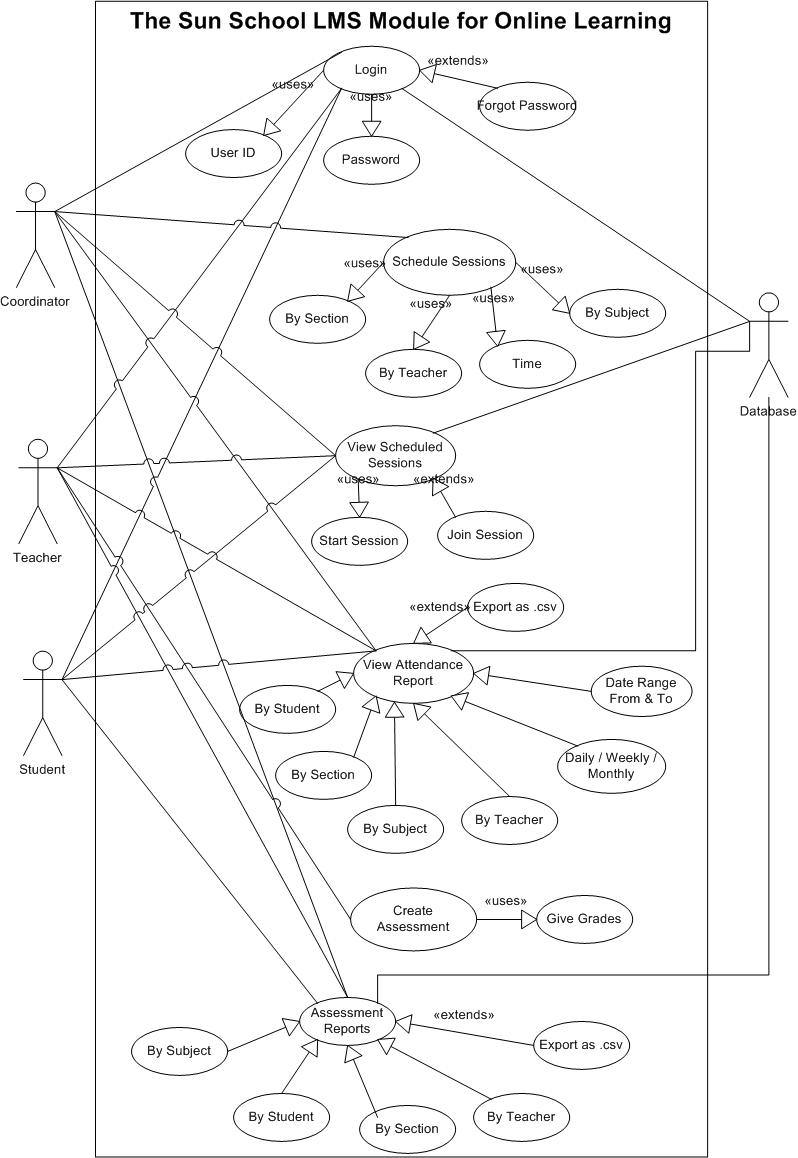 The Sun School LMS Module for Online Learning
Login
«extends»
«uses»
«uses»
Forgot Password
User ID
Password
Coordinator
Schedule Sessions
«uses»
«uses»
«uses»
«uses»
By Section
By Subject
By Teacher
Time
Database
View Scheduled
Sessions
«uses»
«extends»
Start Session
Join Session
Teacher
«extends»
Export as .csv
View Attendance
Report
Date Range
From & To
By Student
Daily / Weekly /
Monthly
By Section
By Subject
By Teacher
Student
Create
Assessment
«uses»
Give Grades
Assessment
Reports
«extends»
Export as .csv
By Subject
By Student
By Section
By Teacher